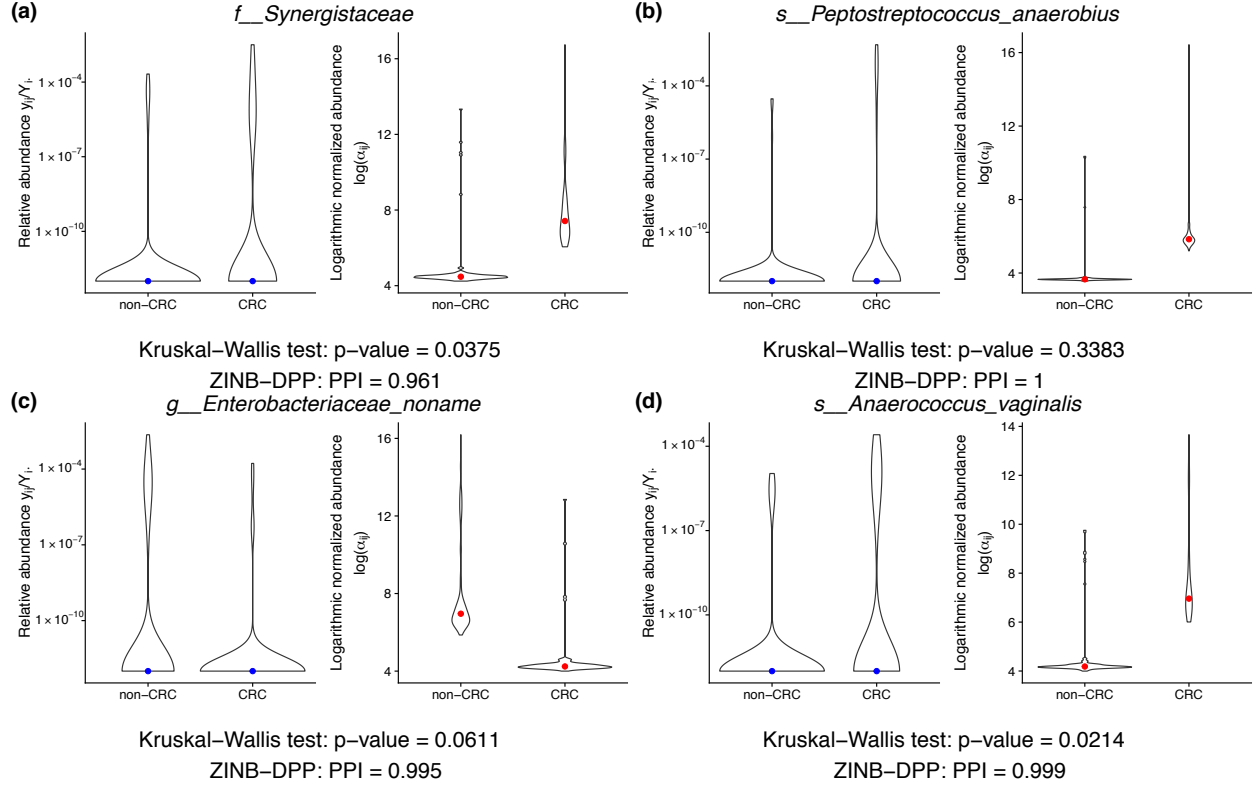 (a)
f__Synergistaceae
Relative abundance yij/Yi·
1 × 10−4
1 × 10−7
1 × 10−10
non−CRC
CRC
Logarithmic normalized abundance
log(αij)
16
12
8
4
non−CRC
CRC
Kruskal−Wallis test: p−value = 0.0375
ZINB−DPP: PPI = 0.961
(b)
s__Peptostreptococcus_anaerobius
Relative abundance yij/Yi·
1 × 10−4
1 × 10−7
1 × 10−10
non−CRC
CRC
Logarithmic normalized abundance
log(αij)
16
12
8
4
non−CRC
CRC
Kruskal−Wallis test: p−value = 0.3383
ZINB−DPP: PPI = 1
(c)
g__Enterobacteriaceae_noname
Relative abundance yij/Yi·
1 × 10−4
1 × 10−7
1 × 10−10
non−CRC
CRC
Logarithmic normalized abundance
log(αij)
16
12
8
4
non−CRC
CRC
Kruskal−Wallis test: p−value = 0.0611
ZINB−DPP: PPI = 0.995
(d)
s__Anaerococcus_vaginalis
Relative abundance yij/Yi·
1 × 10−4
1 × 10−7
1 × 10−10
non−CRC
CRC
Logarithmic normalized abundance
log(αij)
14
12
10
8
6
4
non−CRC
CRC
Kruskal−Wallis test: p−value = 0.0214
ZINB−DPP: PPI = 0.999